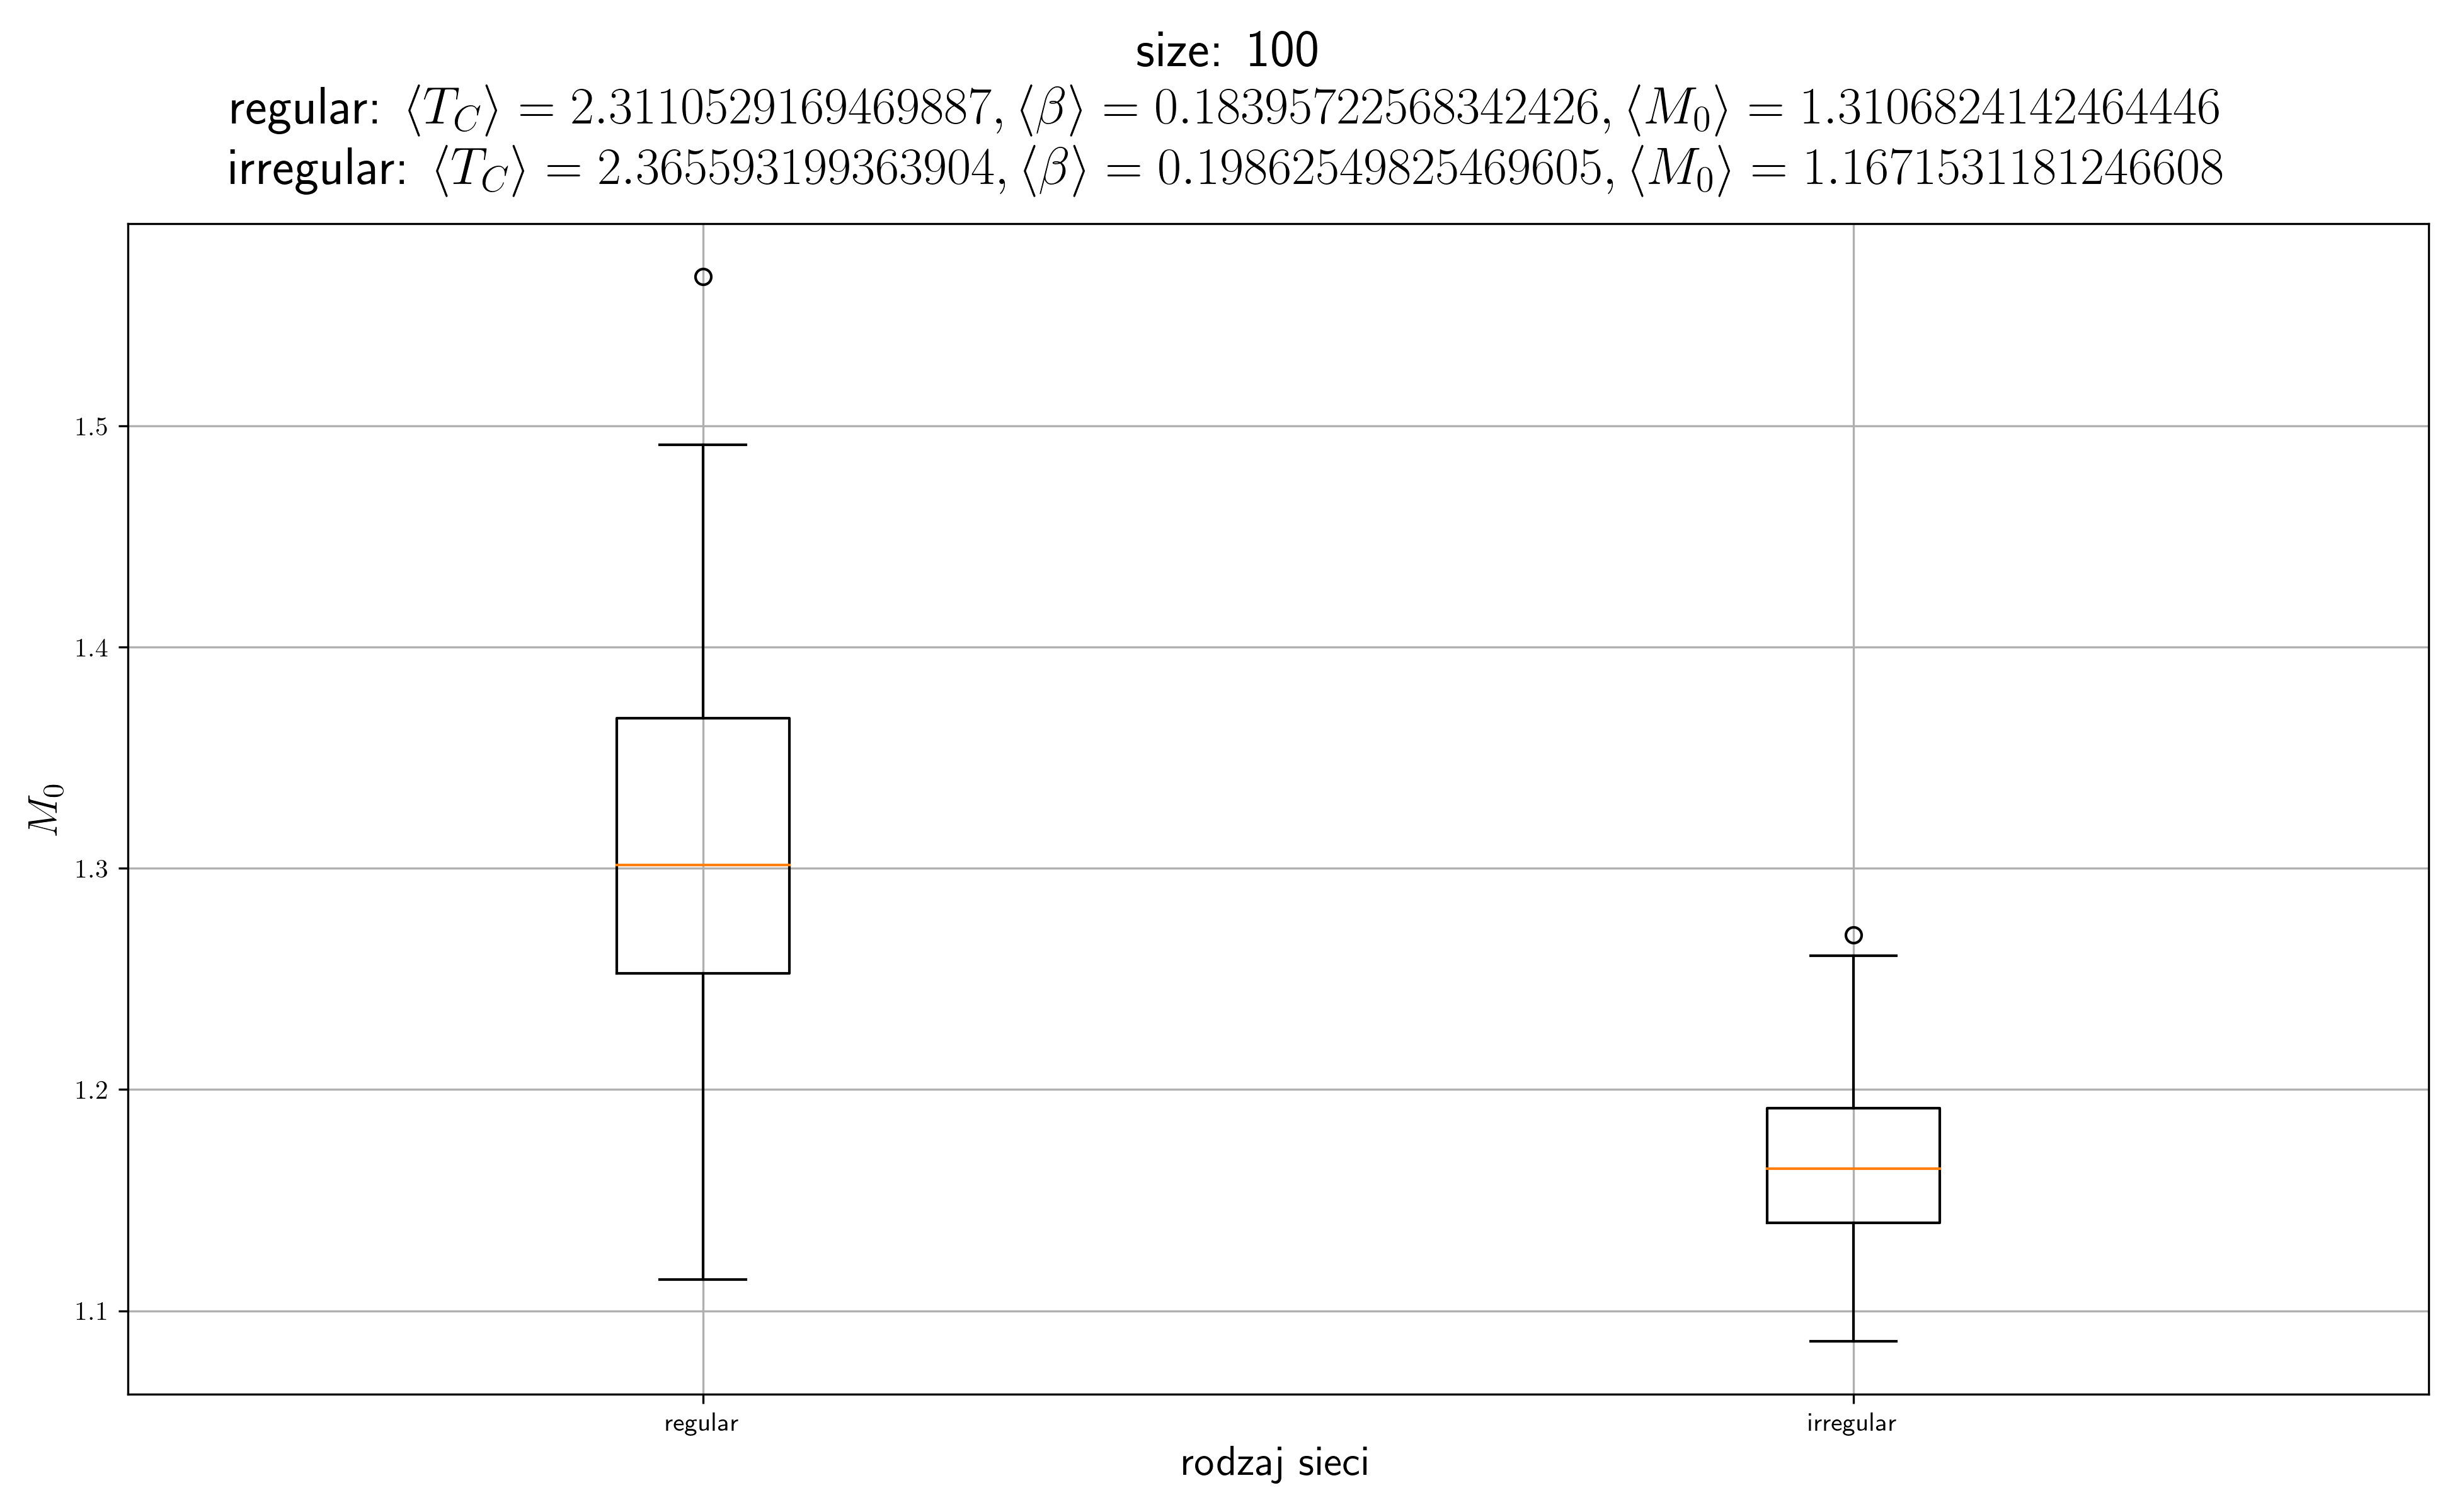 size: 100
regular: ⟨T_C⟩ = 2.3110529169469887, ⟨β⟩ = 0.18395722568342426, ⟨M_0⟩ = 1.3106824142464446
irregular: ⟨T_C⟩ = 2.365593199363904, ⟨β⟩ = 0.19862549825469605, ⟨M_0⟩ = 1.1671531181246608
1.5
1.4
1.3
1.2
1.1
M_0
regular
irregular
rodzaj sieci